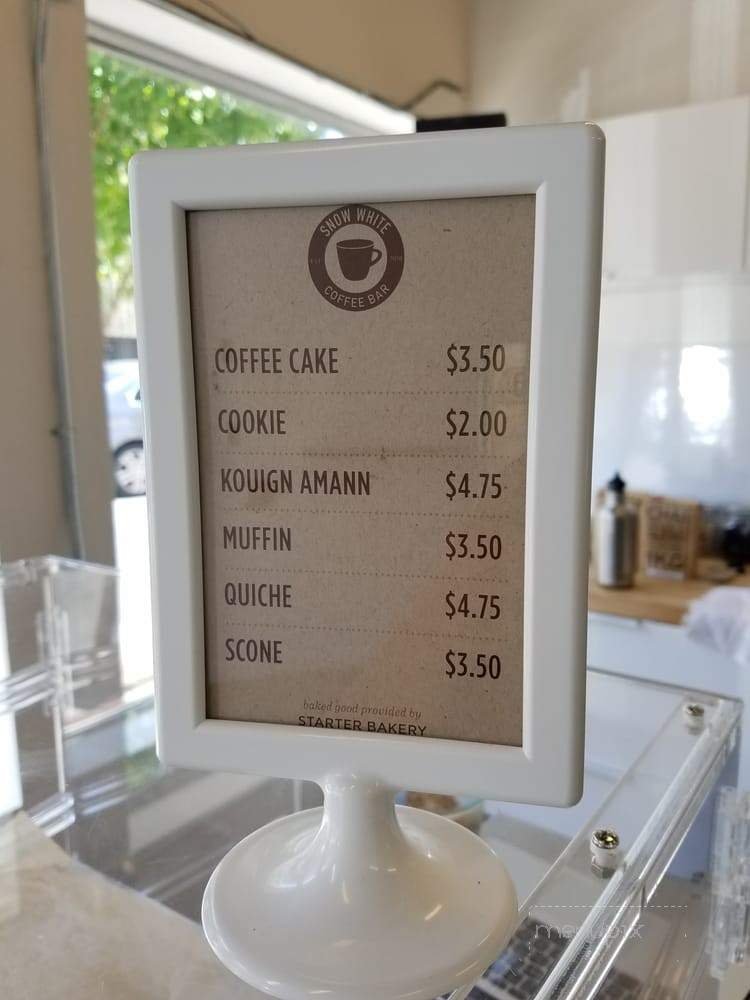 SNOW WHITE
COFFEE BAR
COFFEE CAKE $3.50
COOKIE $2.00
KOUIGN AMANN $4.75
MUFFIN $3.50
QUICHE $4.75
SCONE $3.50
baked good provided by
STARTER BAKERY
menupix